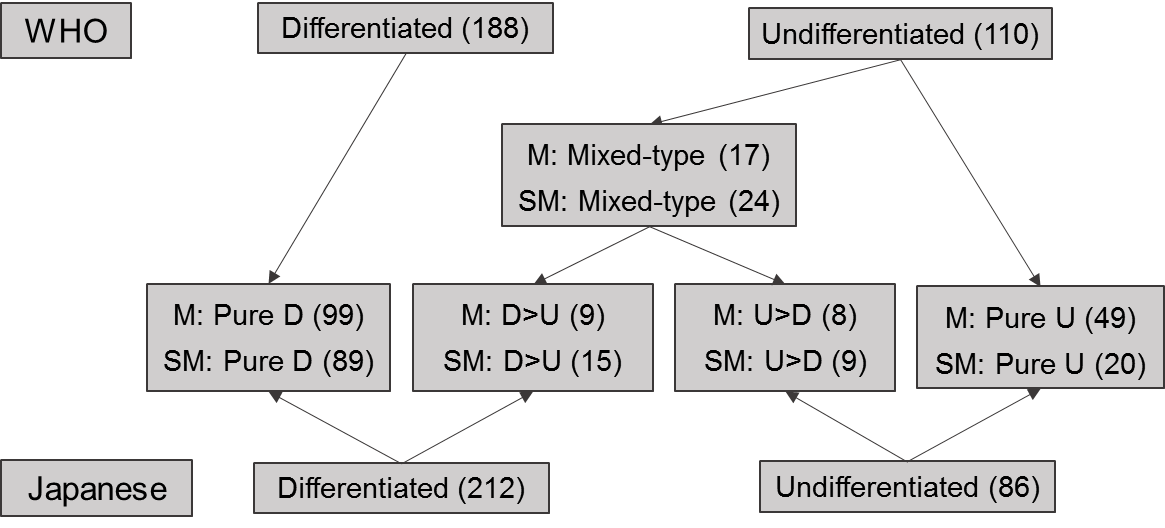 WHO
Differentiated (188)
Undifferentiated (110)
M: Mixed-type (17)
SM: Mixed-type (24)
M: Pure D (99)
SM: Pure D (89)
M: D>U (9)
SM: D>U (15)
M: U>D (8)
SM: U>D (9)
M: Pure U (49)
SM: Pure U (20)
Japanese
Differentiated (212)
Undifferentiated (86)